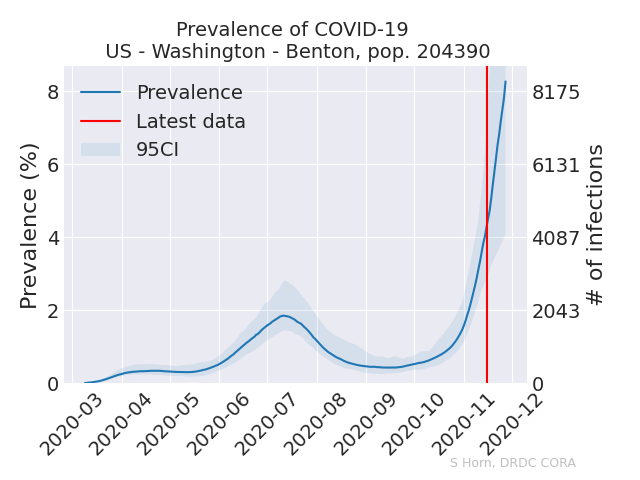 Prevalence of COVID-19
US - Washington - Benton, pop. 204390
Prevalence (%)
8
6
4
2
0
Prevalence
Latest data
95CI
8175
6131
4087
2043
0
# of infections
2020-03
2020-04
2020-05
2020-06
2020-07
2020-08
2020-09
2020-10
2020-11
2020-12
S Horn, DRDC CORA